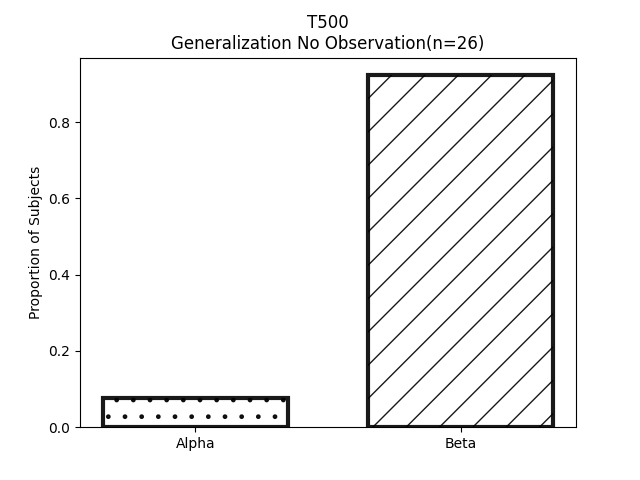 T500
Generalization No Observation(n=26)
Proportion of Subjects
0.8
0.6
0.4
0.2
0.0
Alpha
Beta